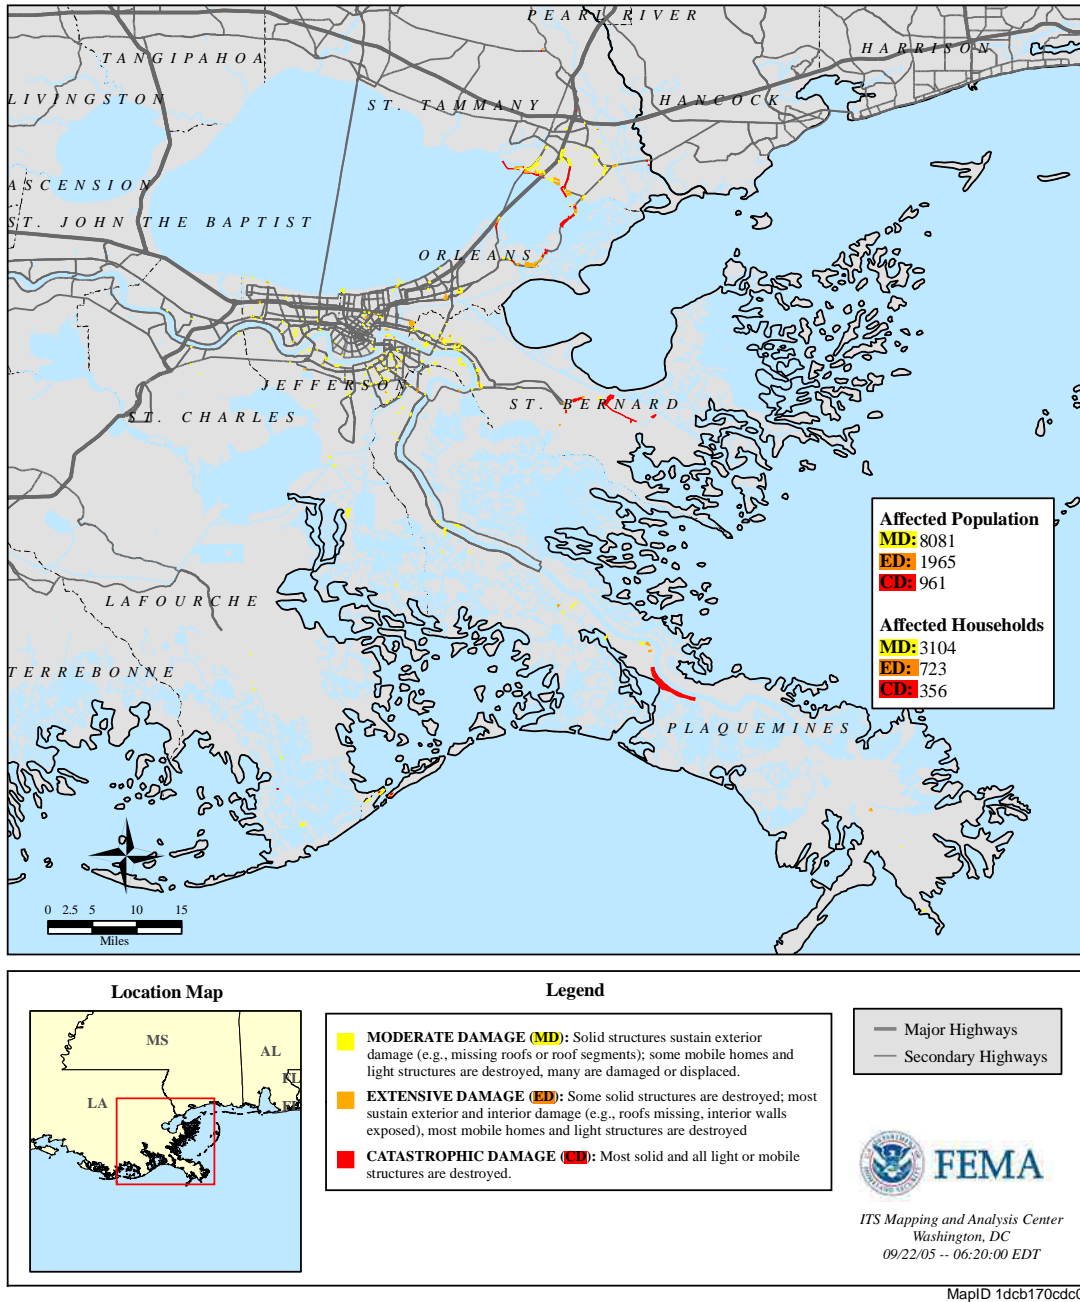 PEARL RIVER
HARRISON
TANGIPAHOA
LIVINGSTON
ST. TAMMANY
HANCOCK
ASCENSION
ST. JOHN THE BAPTIST
ORLEANS
JEFFERSON
ST. BERNARD
ST. CHARLES
Affected Population
MD: 8081
ED: 1965
CD: 961
Affected Households
MD: 3104
ED: 723
CD: 356
LAFOURCHE
TERREBONNE
PLAQUEMINES
0 2.5 5 10 15
Miles
Location Map
MS
AL
LA
FL
Legend
MODERATE DAMAGE (MD): Solid structures sustain exterior
damage (e.g., missing roofs or roof segments); some mobile homes and
light structures are destroyed, many are damaged or displaced.
EXTENSIVE DAMAGE (ED): Some solid structures are destroyed; most
sustain exterior and interior damage (e.g., roofs missing, interior walls
exposed), most mobile homes and light structures are destroyed
CATASTROPHIC DAMAGE (CD): Most solid and all light or mobile
structures are destroyed.
Major Highways
Secondary Highways
FEMA
ITS Mapping and Analysis Center
Washington, DC
09/22/05 -- 06:20:00 EDT
MapID 1dcb170cdc0